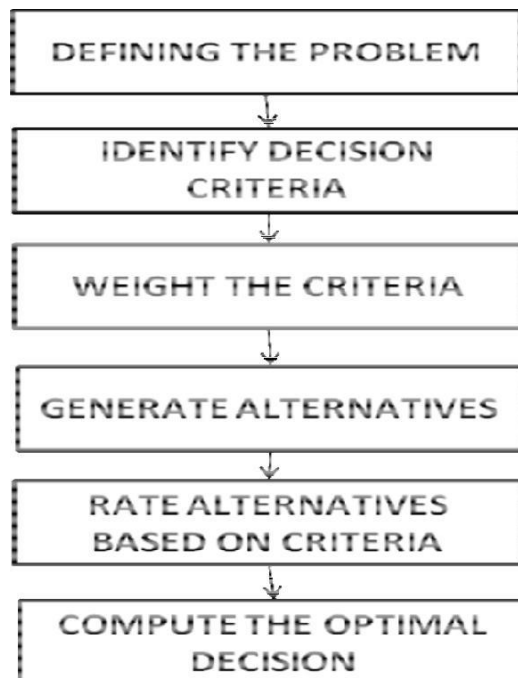 DEFINING THE PROBLEM
IDENTIFY DECISION
CRITERIA
WEIGHT THE CRITERIA
GENERATE ALTERNATIVES
RATE ALTERNATIVES
BASED ON CRITERIA
COMPUTE THE OPTIMAL
DECISION